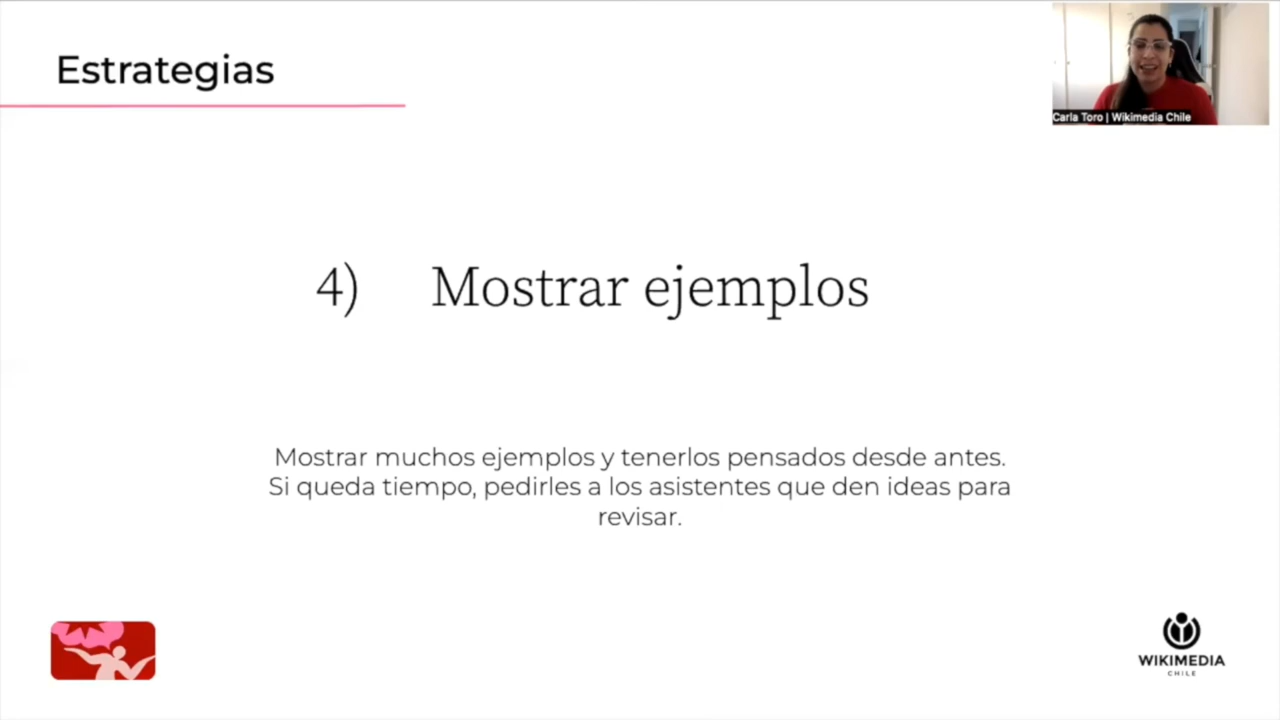 Estrategias
Carla Toro | Wikimedia Chile
4) Mostrar ejemplos
Mostrar muchos ejemplos y tenerlos pensados desde antes.
Si queda tiempo, pedirles a los asistentes que den ideas para
revisar.
WIKIMEDIA
CHILE